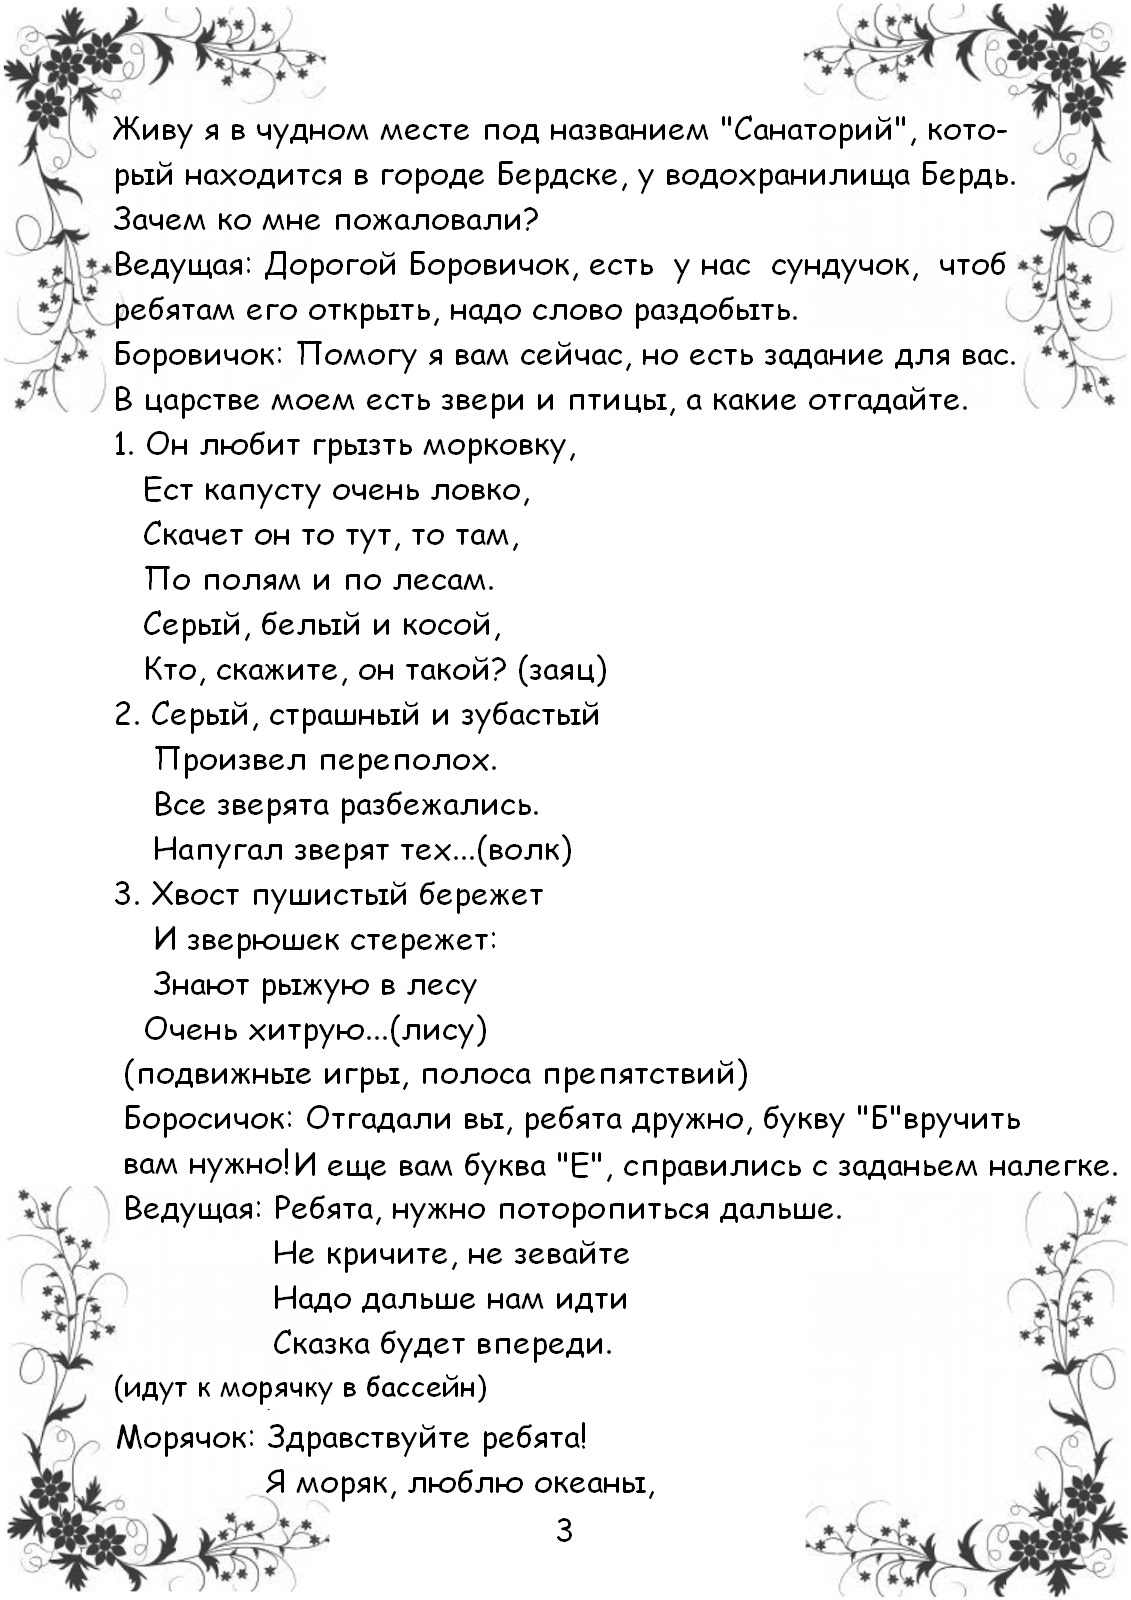 Живу я в чудном месте под названием "Санаторий", кото-
рый находится в городе Бердске, у водохранилища Бердь.
Зачем ко мне пожаловали?
Ведущая: Дорогой Боровичок, есть у нас сундучок, чтоб
ребятам его открыть, надо слово раздобыть.
Боровичок: Помогу я вам сейчас, но есть задание для вас.
В царстве моем есть звери и птицы, а какие отгадайте.
1. Он любит грызть морковку,
Ест капусту очень ловко,
Скачет он то тут, то там,
По полям и по лесам.
Серый, белый и косой,
Кто, скажите, он такой? (заяц)
2. Серый, страшный и зубастый
Произвел переполох.
Все зверята разбежались.
Напугал зверят тех...(волк)
3. Хвост пушистый бережет
И зверюшек стережет:
Знают рыжую в лесу
Очень хитрую...(лису)
(подвижные игры, полоса препятствий)
Боросичок: Отгадали вы, ребята дружно, букву "Б"вручить
вам нужно!И еще вам буква "Е", справились с заданьем налегке.
Ведущая: Ребята, нужно поторопиться дальше.
Не кричите, не зевайте
Надо дальше нам идти
Сказка будет впереди.
(идут к морячку в бассейн)
Морячок: Здравствуйте ребята!
Я моряк, люблю океаны,
3